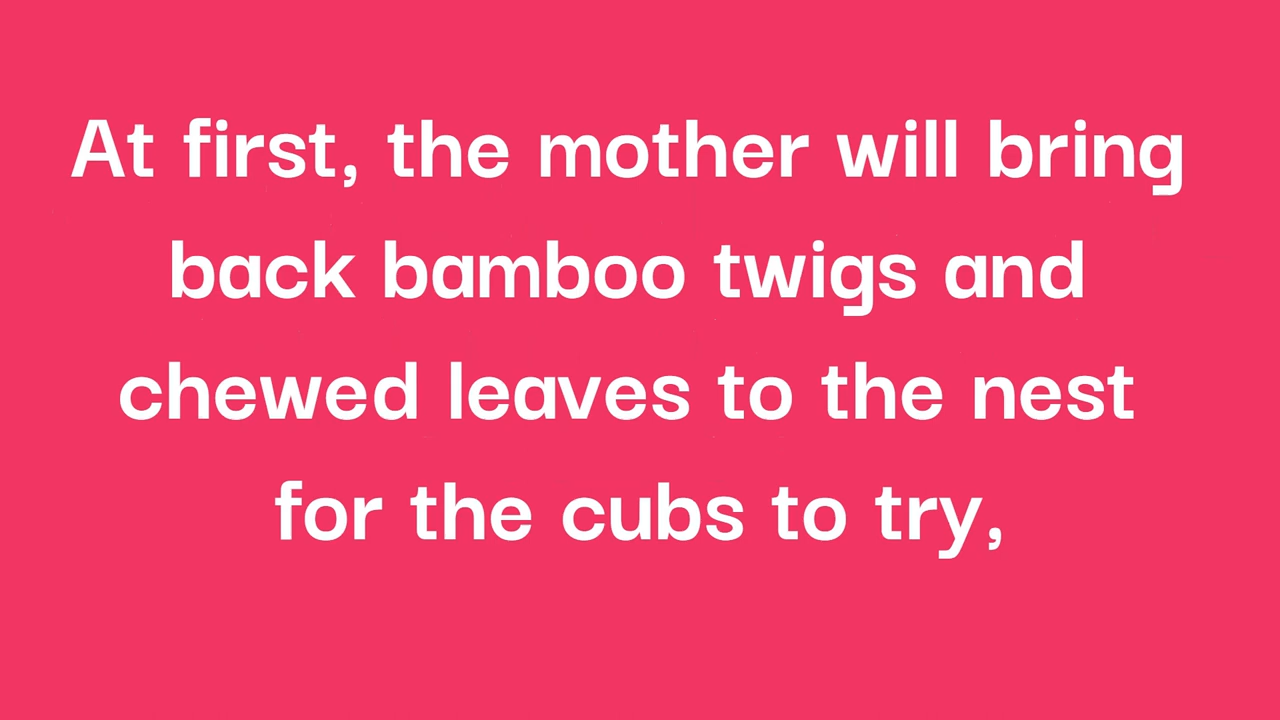 At first, the mother will bring
back bamboo twigs and
chewed leaves to the nest
for the cubs to try,